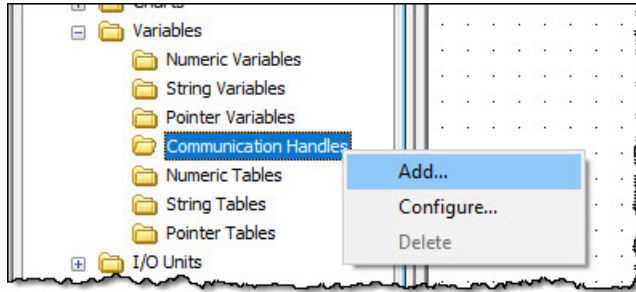 Charts
Variables
Numeric Variables
String Variables
Pointer Variables
Communication Handles
Add...
Numeric Tables
Configure...
String Tables
Delete
Pointer Tables
I/O Units